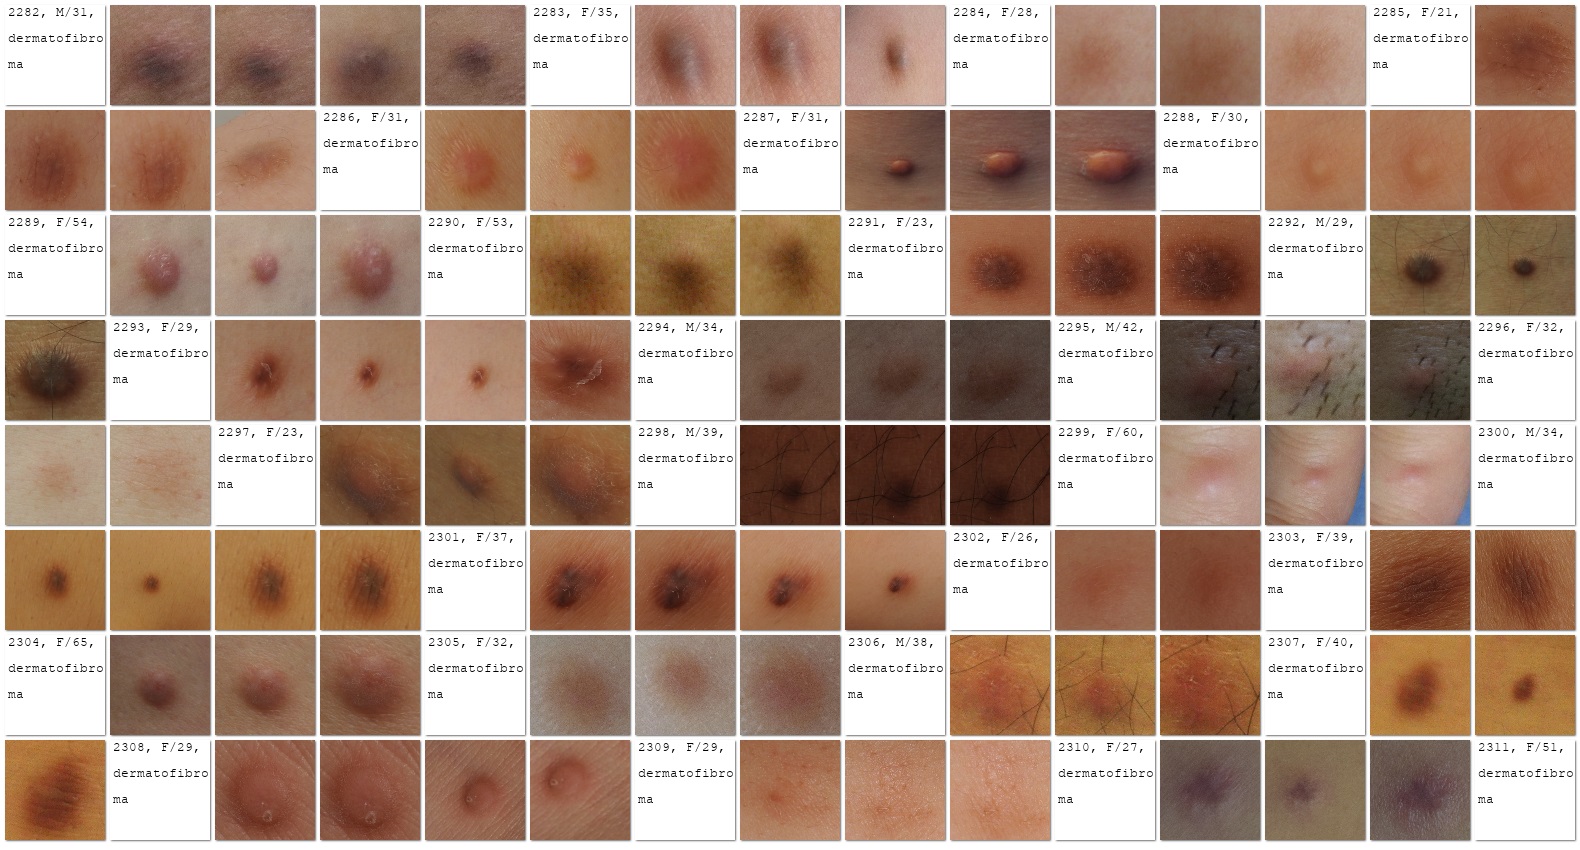 2282, M/31,
dermatofibro
ma
2283, F/35,
dermatofibro
ma
2284, F/28,
dermatofibro
ma
2285, F/21,
dermatofibro
ma
2286, F/31,
dermatofibro
ma
2287, F/31,
dermatofibro
ma
2288, F/30,
dermatofibro
ma
2289, F/54,
dermatofibro
ma
2290, F/53,
dermatofibro
ma
2291, F/23,
dermatofibro
ma
2292, M/29,
dermatofibro
ma
2293, F/29,
dermatofibro
ma
2294, M/34,
dermatofibro
ma
2295, M/42,
dermatofibro
ma
2296, F/32,
dermatofibro
ma
2297, F/23,
dermatofibro
ma
2298, M/39,
dermatofibro
ma
2299, F/60,
dermatofibro
ma
2300, M/34,
dermatofibro
ma
2301, F/37,
dermatofibro
ma
2302, F/26,
dermatofibro
ma
2303, F/39,
dermatofibro
ma
2304, F/65,
dermatofibro
ma
2305, F/32,
dermatofibro
ma
2306, M/38,
dermatofibro
ma
2307, F/40,
dermatofibro
ma
2308, F/29,
dermatofibro
ma
2309, F/29,
dermatofibro
ma
2310, F/27,
dermatofibro
ma
2311, F/51,
dermatofibro
ma